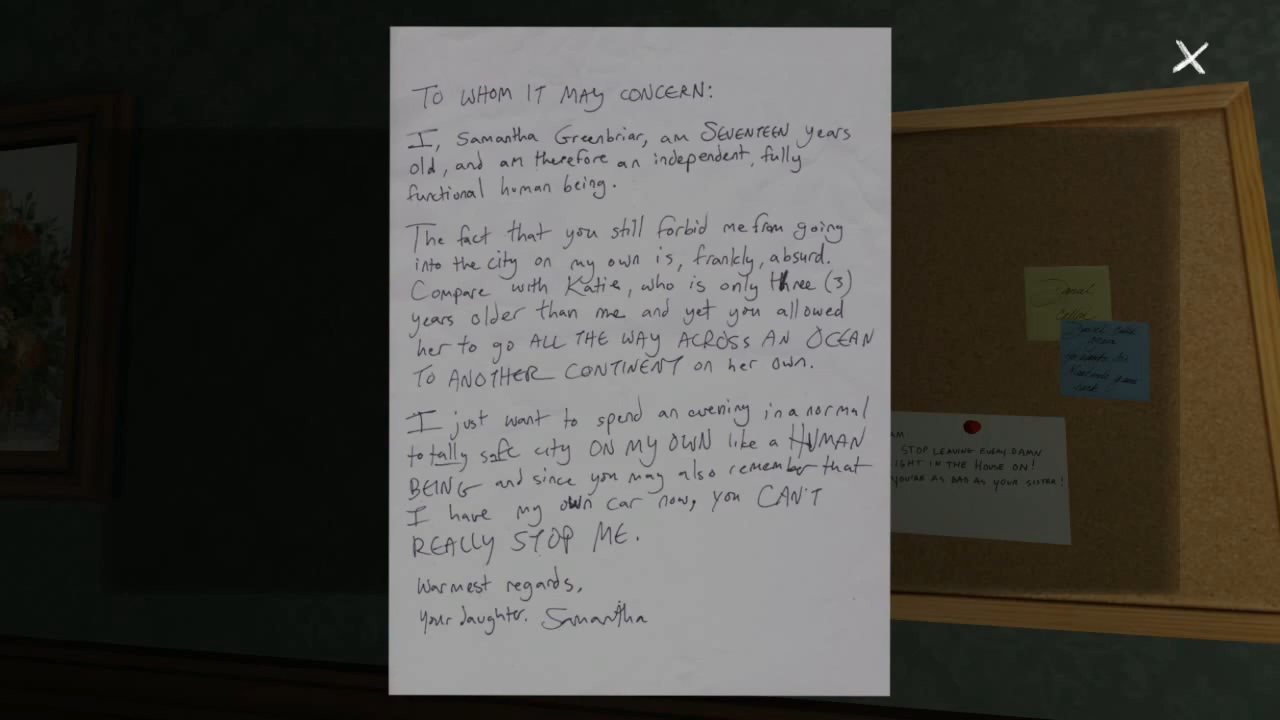 TO WHOM IT MAY CONCERN:
I, Samantha Greenbriar, am SEVENTEEN years
old, and am therefore an independent, fully
functional human being.
The fact that you still forbid me from going
into the city on my own is, frankly, absurd.
Compare with Katie, who is only three (3)
years older than me and yet you allowed
her to go ALL THE WAY ACROSS AN OCEAN
TO ANOTHER CONTINENT on her own.
I just want to spend an evening in a normal
totally safe city ON MY OWN like a HUMAN
BEING and since you may also remember that
I have my own car now, you CAN'T
REALLY STOP ME.
Warmest regards,
Your daughter. Samantha
Daniel
Daniel
STOP LEAVING EVERY DAMN
IGHT IN THE HOUSE ON!
YOU'RE AS BAD AS YOUR SISTER!